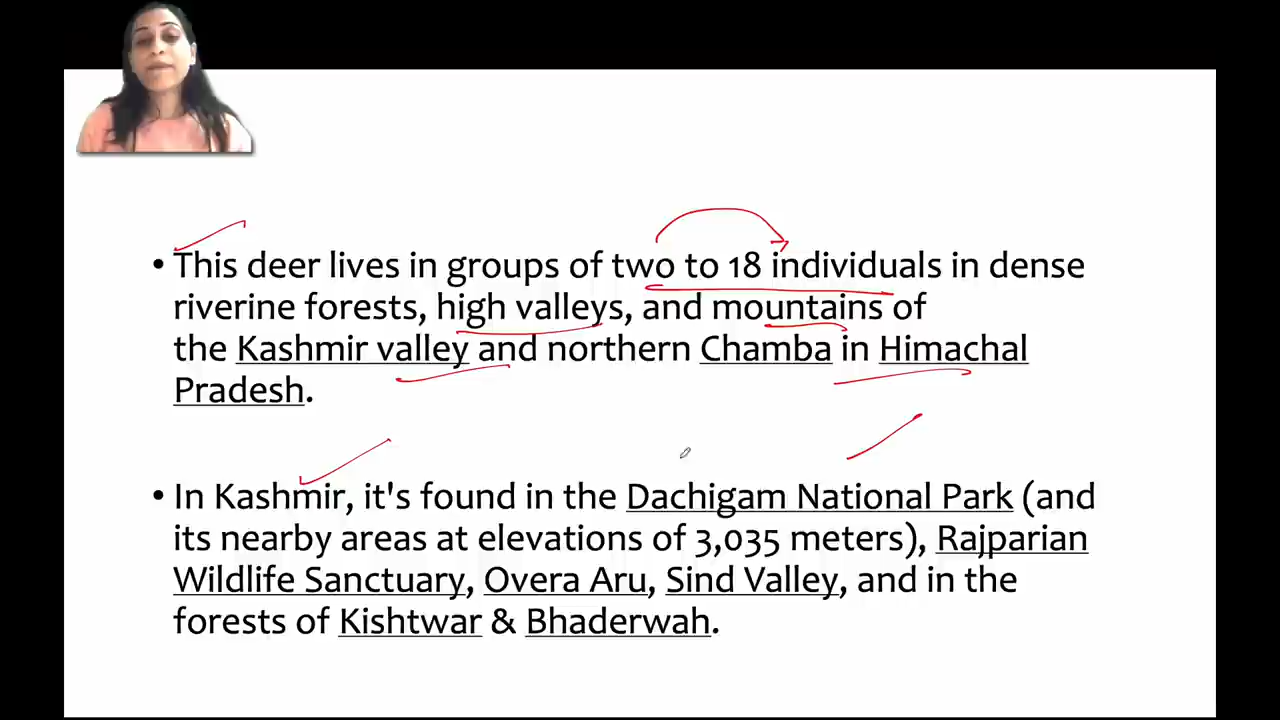 • This deer lives in groups of two to 18 individuals in dense
riverine forests, high valleys, and mountains of
the Kashmir valley and northern Chamba in Himachal
Pradesh.
• In Kashmir, it's found in the Dachigam National Park (and
its nearby areas at elevations of 3,035 meters), Rajparian
Wildlife Sanctuary, Overa Aru, Sind Valley, and in the
forests of Kishtwar & Bhaderwah.